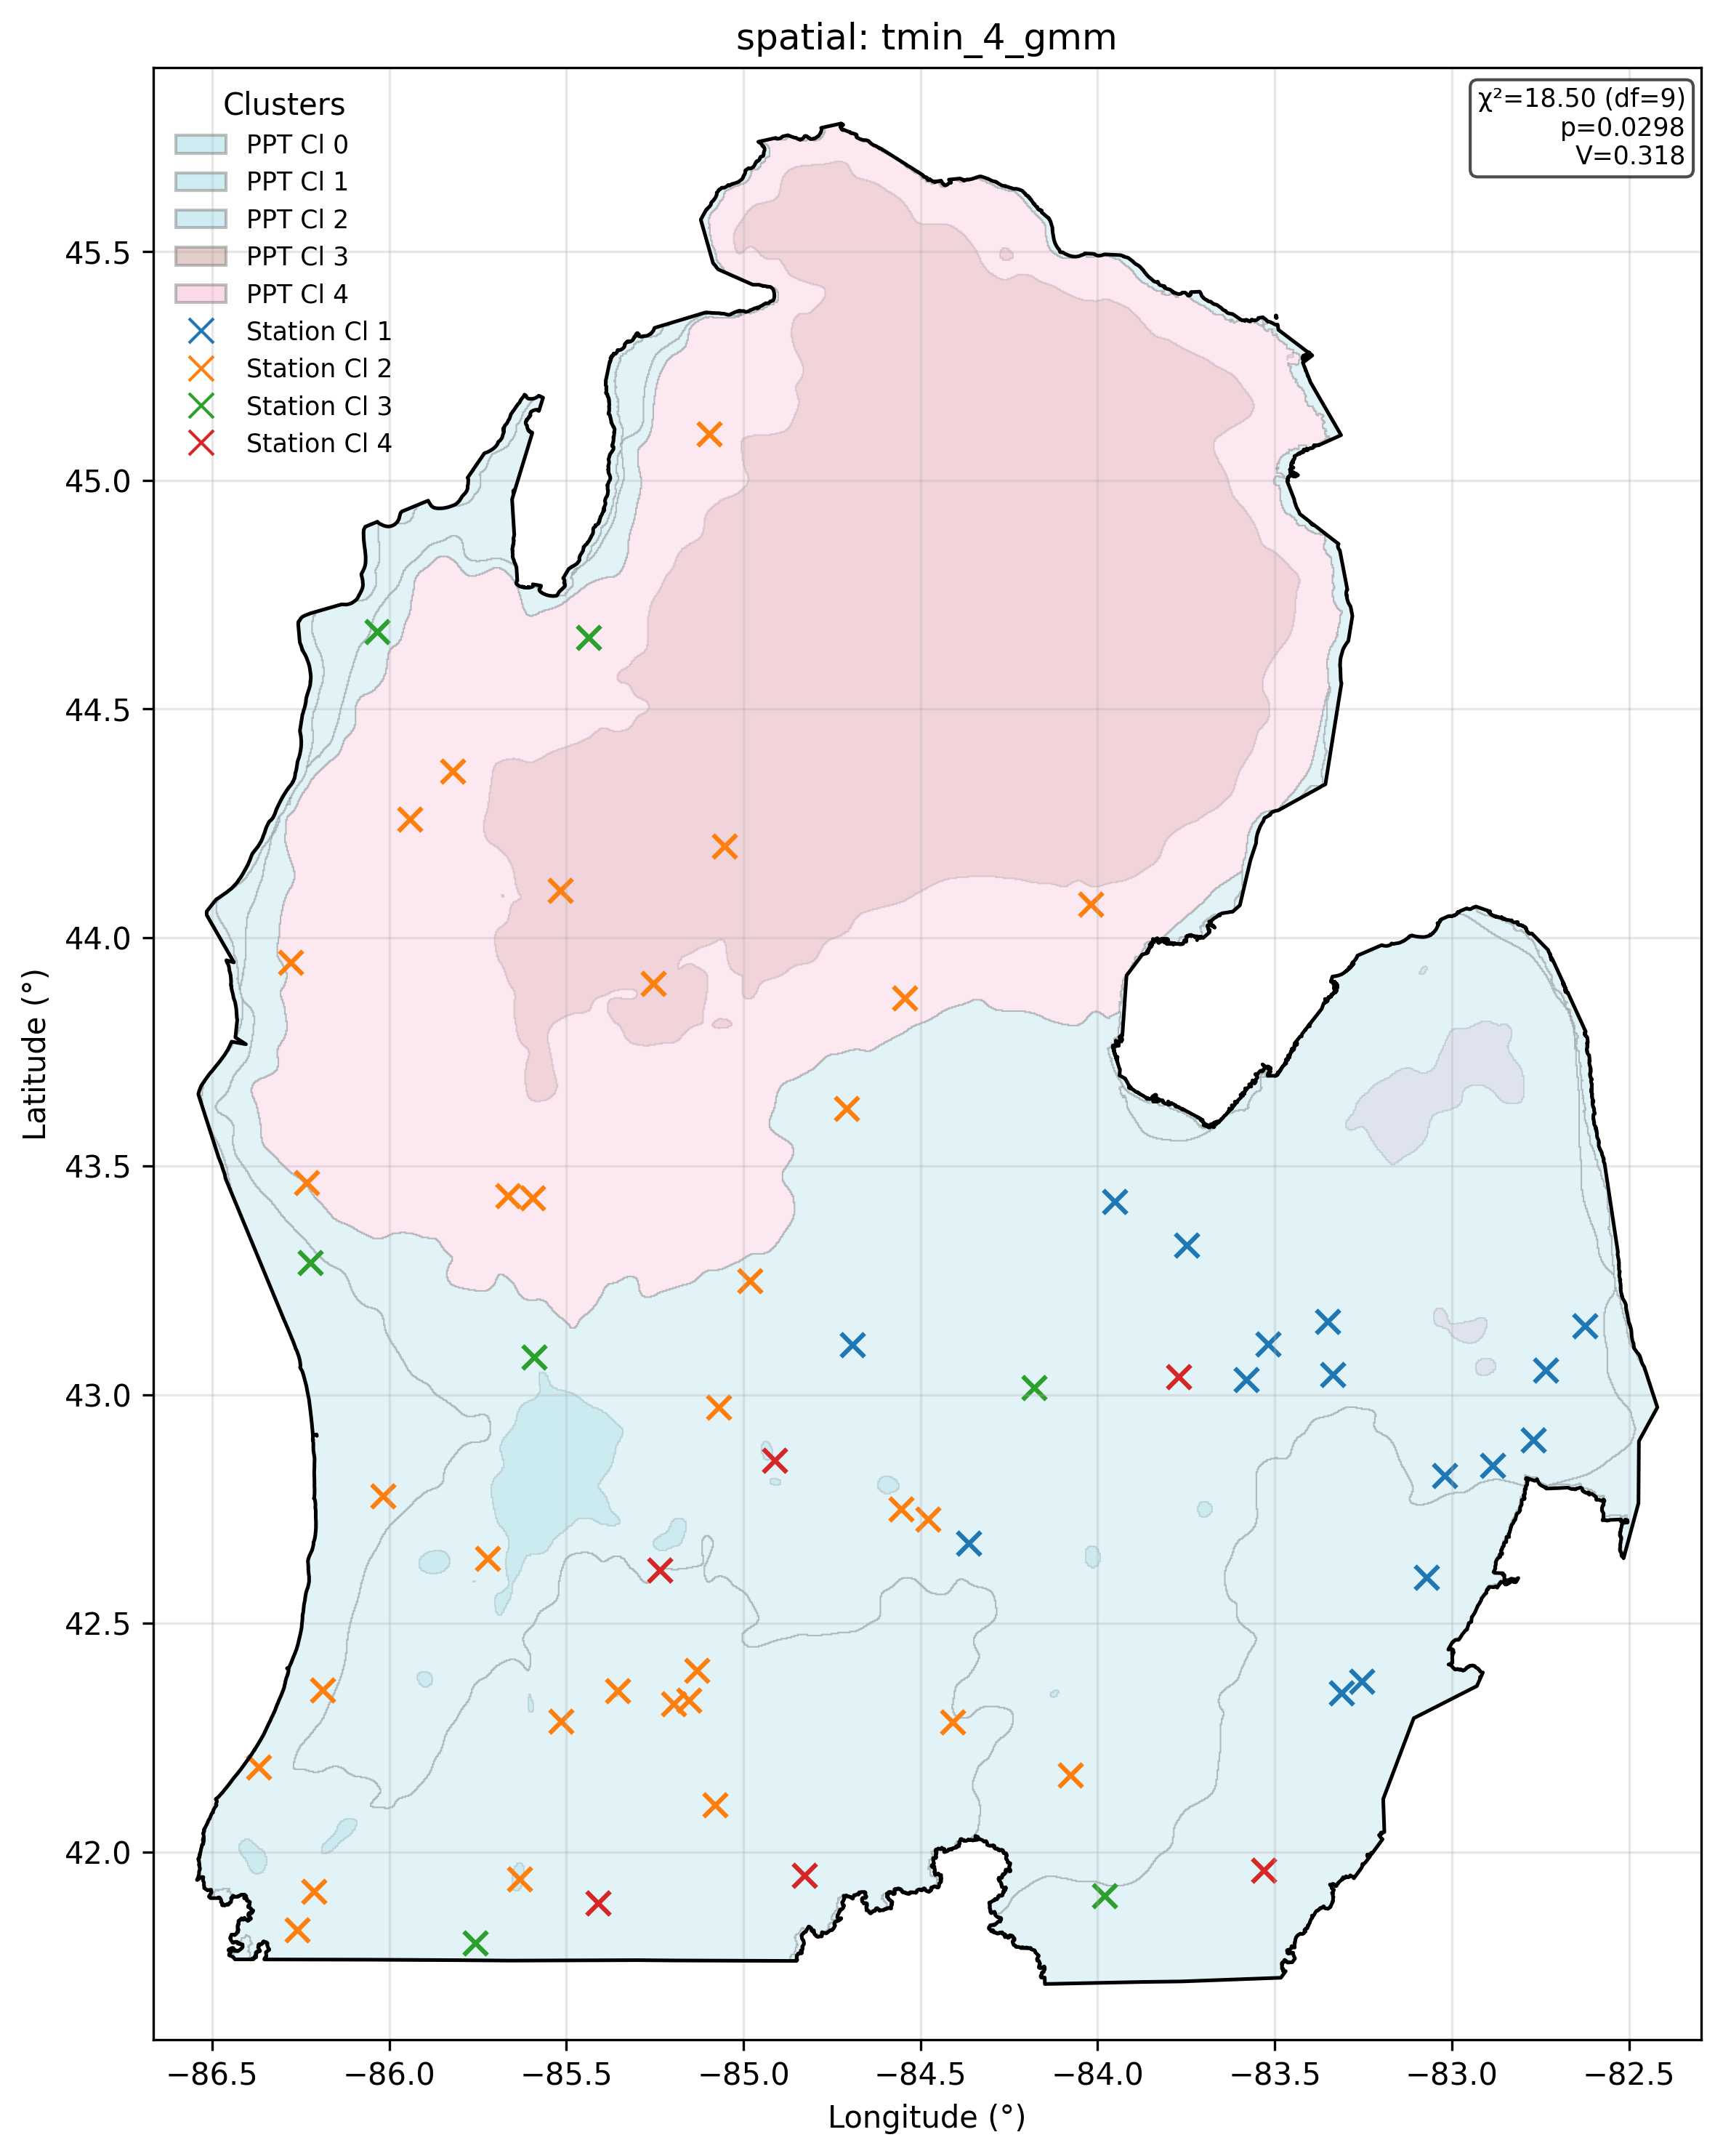 spatial: tmin_4_gmm
Clusters
PPT Cl 0
PPT Cl 1
PPT Cl 2
PPT Cl 3
PPT Cl 4
Station Cl 1
Station Cl 2
Station Cl 3
Station Cl 4
χ²=18.50 (df=9)
p=0.0298
V=0.318
45.5
45.0
44.5
44.0
43.5
43.0
42.5
42.0
Latitude (°)
−86.5
−86.0
−85.5
−85.0
−84.5
−84.0
−83.5
−83.0
−82.5
Longitude (°)